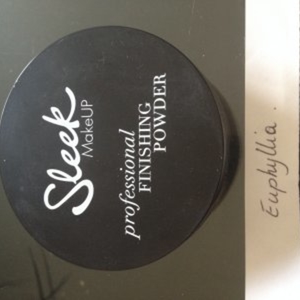 Sleek
MakeUP
professional
FINISHING
POWDER
Euphyllia.